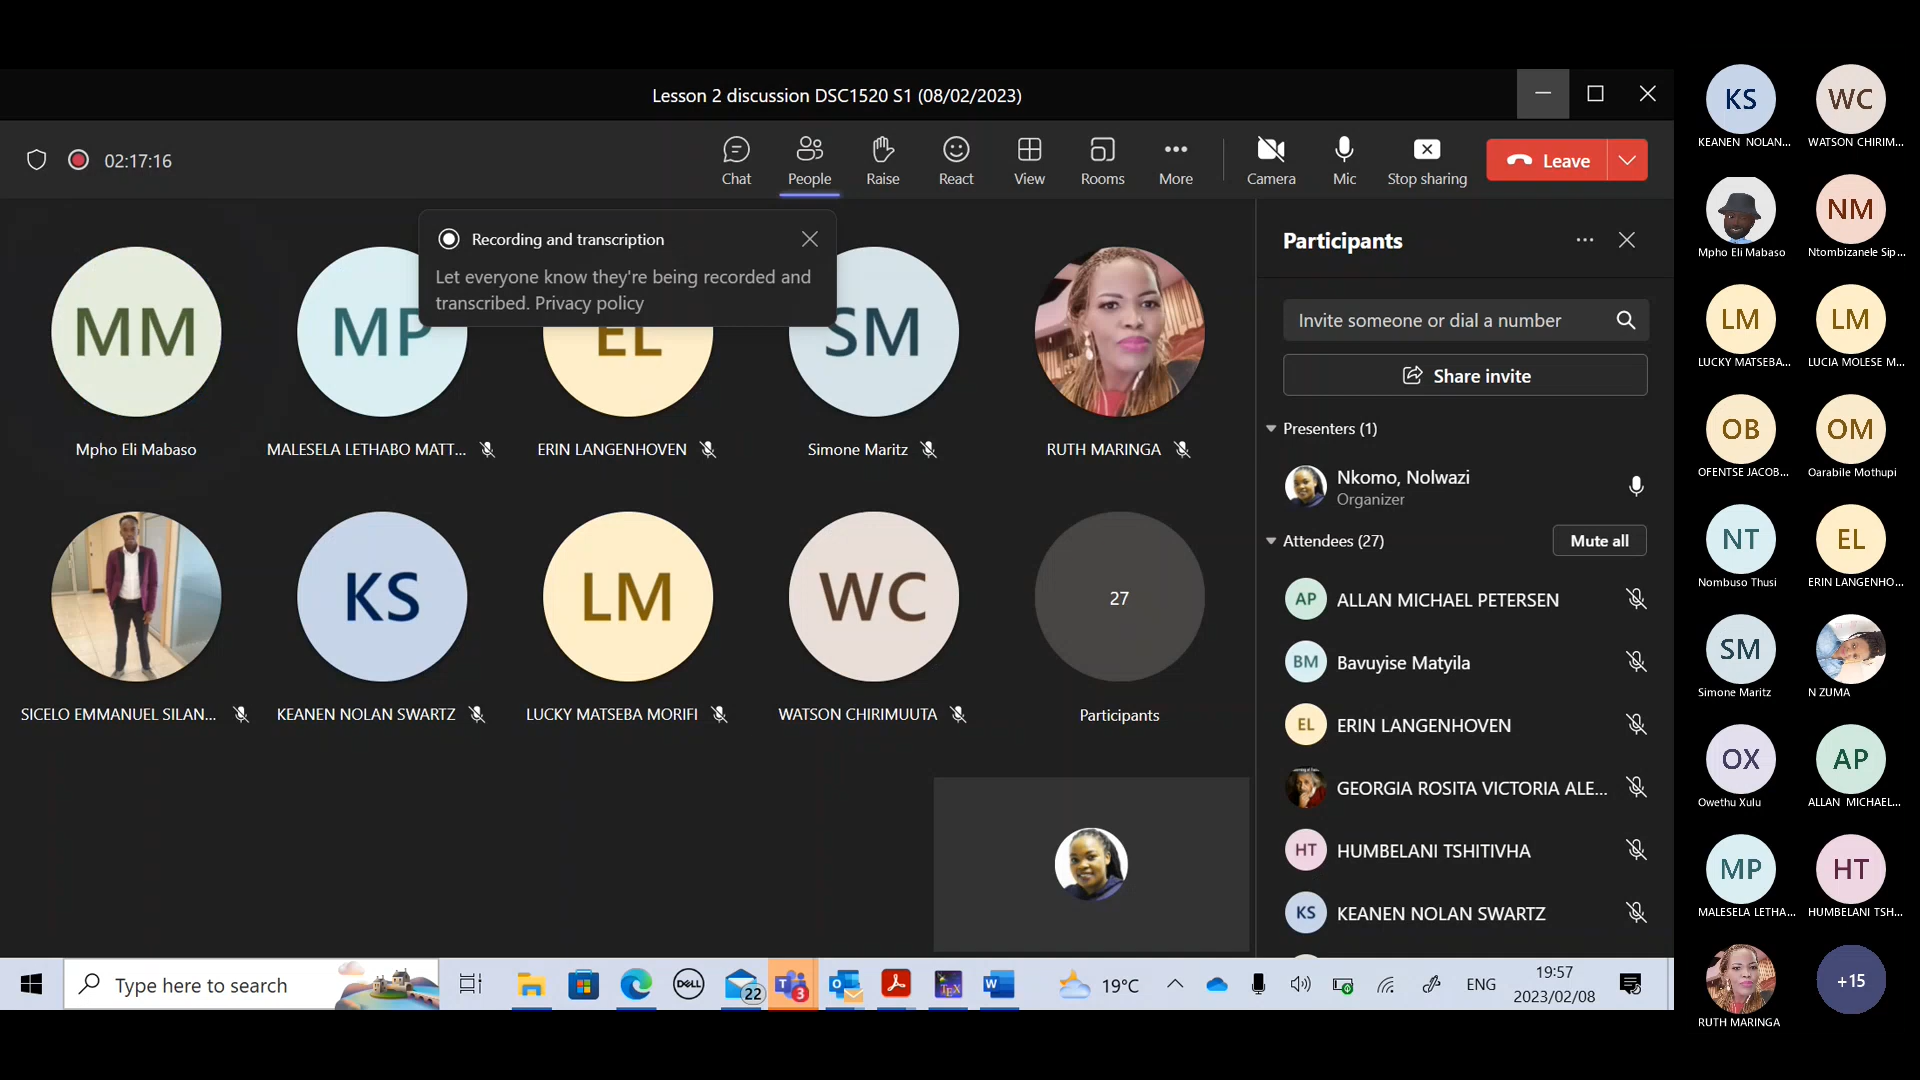 Lesson 2 discussion DSC1520 S1 (08/02/2023)
02:17:16
Chat
People
Raise
React
View
Rooms
More
Camera
Mic
Stop sharing
Leave
Recording and transcription
Let everyone know they're being recorded and
transcribed. Privacy policy
MM
MP
EL
SM
Mpho Eli Mabaso
MALESELA LETHABO MATT...
ERIN LANGENHOVEN
Simone Maritz
RUTH MARINGA
KS
LM
WC
27
SICELO EMMANUEL SILAN...
KEANEN NOLAN SWARTZ
LUCKY MATSEBA MORIFI
WATSON CHIRIMUUTA
Participants
Participants
Invite someone or dial a number
Share invite
Presenters (1)
Nkomo, Nolwazi
Organizer
Attendees (27)
Mute all
AP ALLAN MICHAEL PETERSEN
BM Bavuyise Matyila
EL ERIN LANGENHOVEN
GEORGIA ROSITA VICTORIA ALE...
HT HUMBELANI TSHITIVHA
KS KEANEN NOLAN SWARTZ
Type here to search
DELL
22
T
3
O
TEX
W
19°C
ENG
19:57
2023/02/08
KS WC
KEANEN NOLAN... WATSON CHIRIM...
NM
Mpho Eli Mabaso Ntombizanele Sip...
LM LM
LUCKY MATSEBA... LUCIA MOLESE M...
OB OM
OFENTSE JACOB... Oarabile Mothupi
NT EL
Nombuso Thusi ERIN LANGENHO...
SM
Simone Maritz N ZUMA
OX AP
Owethu Xulu ALLAN MICHAEL...
MP HT
MALESELA LETHA... HUMBELANI TSH...
+15
RUTH MARINGA